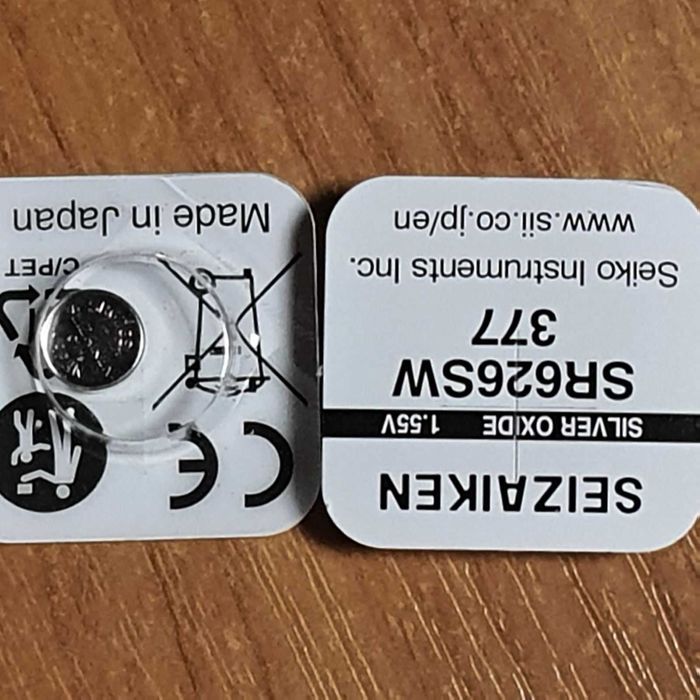 SEIZAIKEN
SILVER OXIDE 1.55V
SR626SW
377
Seiko Instruments Inc.
www.sii.co.jp/en
CE
C/PET
Made in Japan